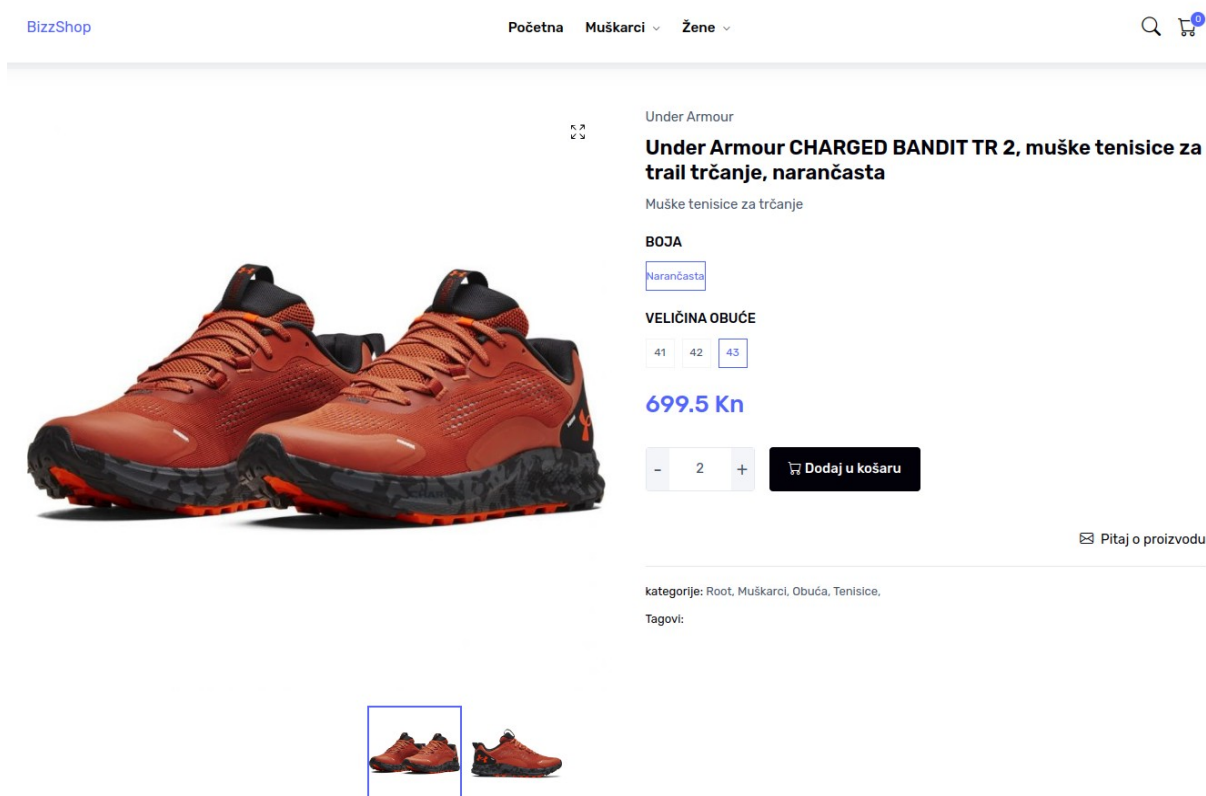 BizzShop
Početna Muškarci Žene
0
Under Armour
Under Armour CHARGED BANDIT TR 2, muške tenisice za
trail trčanje, narančasta
Muške tenisice za trčanje
BOJA
Narančasta
VELIČINA OBUĆE
41 42 43
699.5 Kn
- 2 + Dodaj u košaru
Pitaj o proizvodu
kategorije: Root, Muškarci, Obuća, Tenisice,
Tagovi: